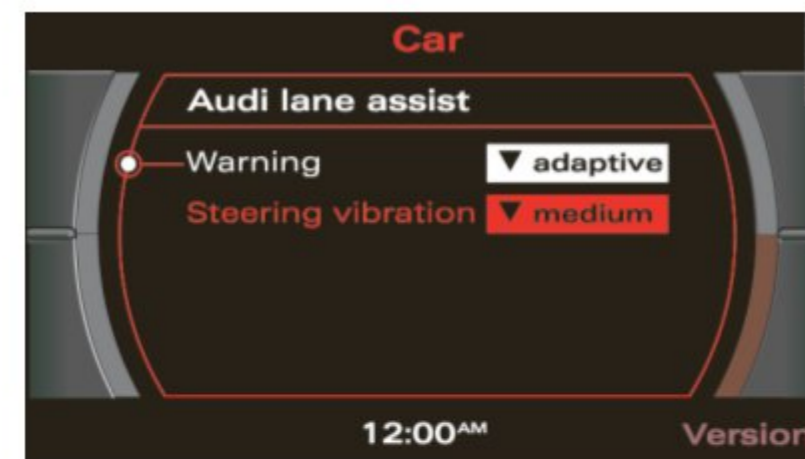 Car
Audi lane assist
Warning ▼ adaptive
Steering vibration ▼ medium
12:00AM Version